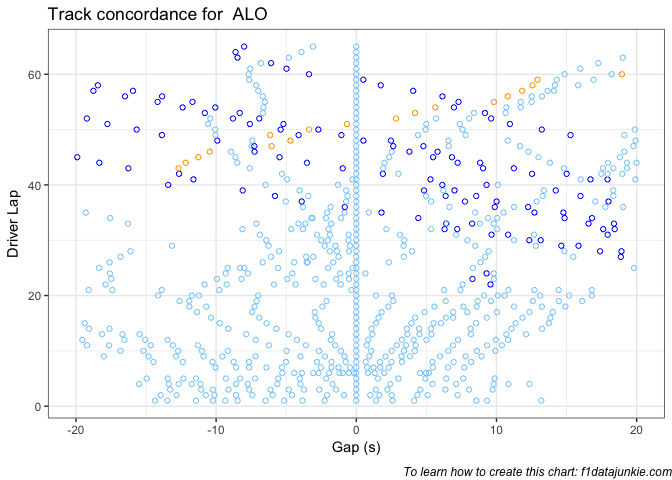 Track concordance for  ALO
Driver Lap
60
40
20
0
-20
-10
0
10
20
Gap (s)
To learn how to create this chart: f1datajunkie.com